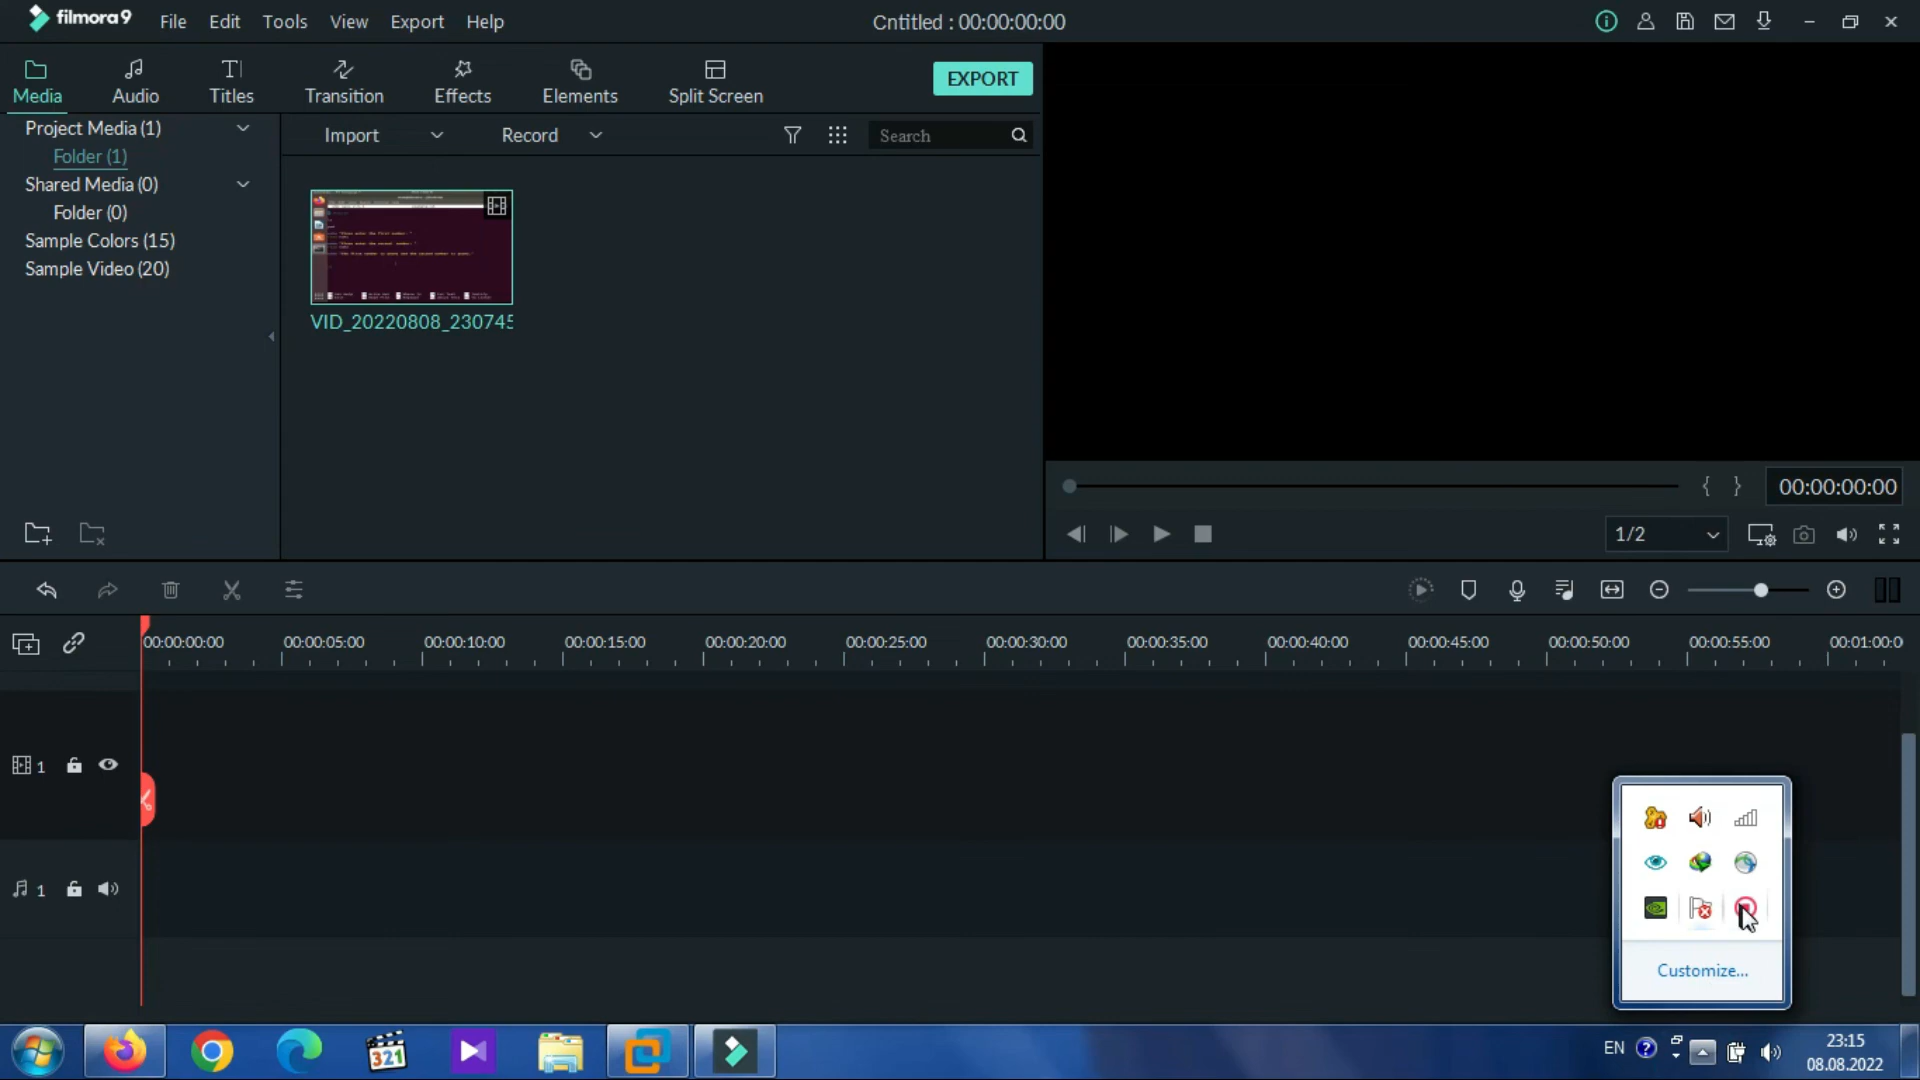 filmora9 File Edit Tools View Export Help Cntitled : 00:00:00:00
Media Audio Titles Transition Effects Elements Split Screen EXPORT
Project Media (1)
Folder (1)
Shared Media (0)
Folder (0)
Sample Colors (15)
Sample Video (20)
Import Record Search
VID_20220808_230745
00:00:00:00
1/2
00:00:00:00 00:00:05:00 00:00:10:00 00:00:15:00 00:00:20:00 00:00:25:00 00:00:30:00 00:00:35:00 00:00:40:00 00:00:45:00 00:00:50:00 00:00:55:00 00:01:00:0
1
1
Customize...
321
EN
23:15
08.08.2022